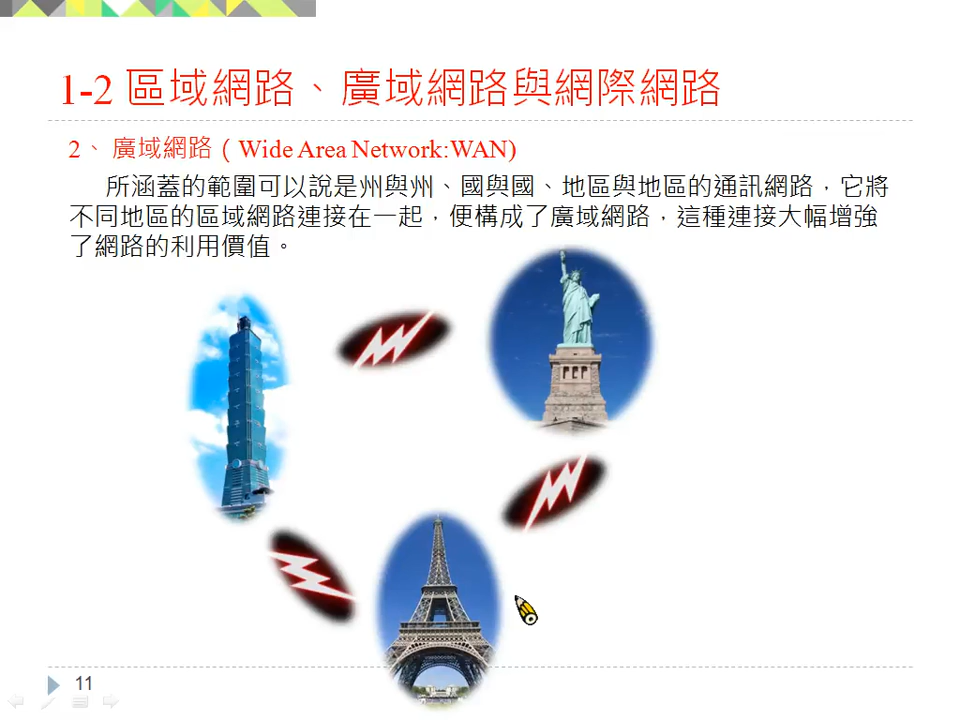 1-2 區域網路、廣域網路與網際網路
2、 廣域網路（Wide Area Network:WAN)
所涵蓋的範圍可以說是州與州、國與國、地區與地區的通訊網路，它將
不同地區的區域網路連接在一起，便構成了廣域網路，這種連接大幅增強
了網路的利用價值。
11